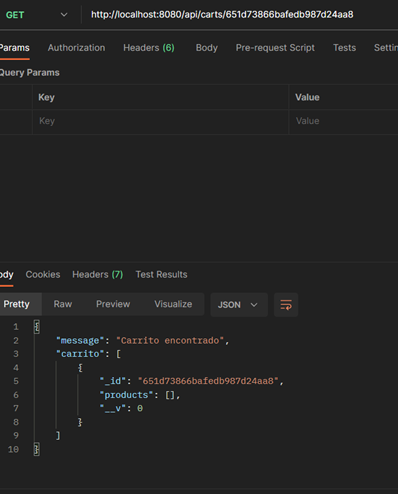 GET http://localhost:8080/api/carts/651d73866bafedb987d24aa8
Params Authorization Headers (6) Body Pre-request Script Tests Settin
Query Params
Key Value
Key Value
ody Cookies Headers (7) Test Results
Pretty Raw Preview Visualize JSON
1 {
2 "message": "Carrito encontrado",
3 "carrito": [
4 {
5 "_id": "651d73866bafedb987d24aa8",
6 "products": [],
7 "__v": 0
8 }
9 ]
10 }